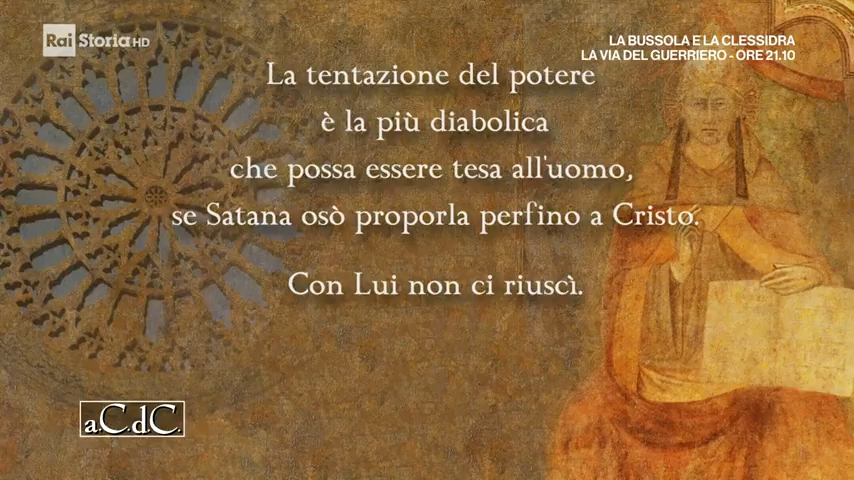 Rai Storia HD
LA BUSSOLA E LA CLESSIDRA
LA VIA DEL GUERRIERO - ORE 21.10
La tentazione del potere
è la più diabolica
che possa essere tesa all'uomo,
se Satana osò proporla perfino a Cristo.
Con Lui non ci riuscì.
a.C.d.C.